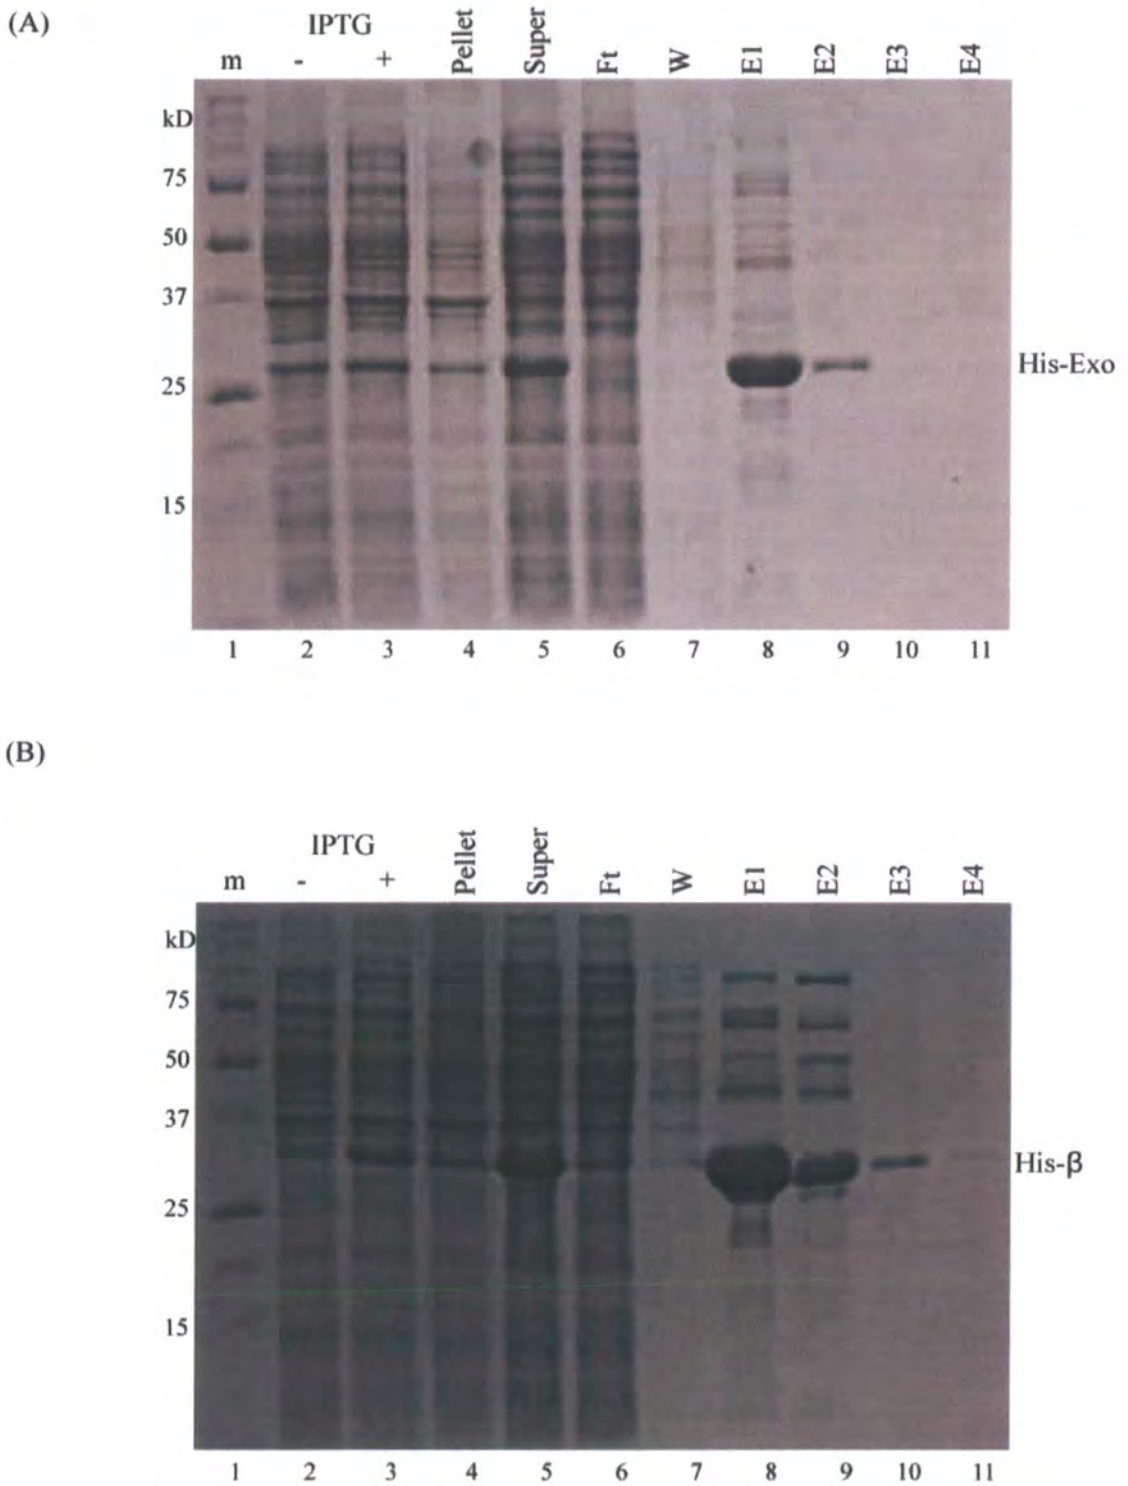 (A)
IPTG
m - + Pellet Super Ft W E1 E2 E3 E4
kD
75
50
37
His-Exo
25
15
1 2 3 4 5 6 7 8 9 10 11
(B)
IPTG
m - + Pellet Super Ft W E1 E2 E3 E4
kD
75
50
37
His-β
25
15
1 2 3 4 5 6 7 8 9 10 11